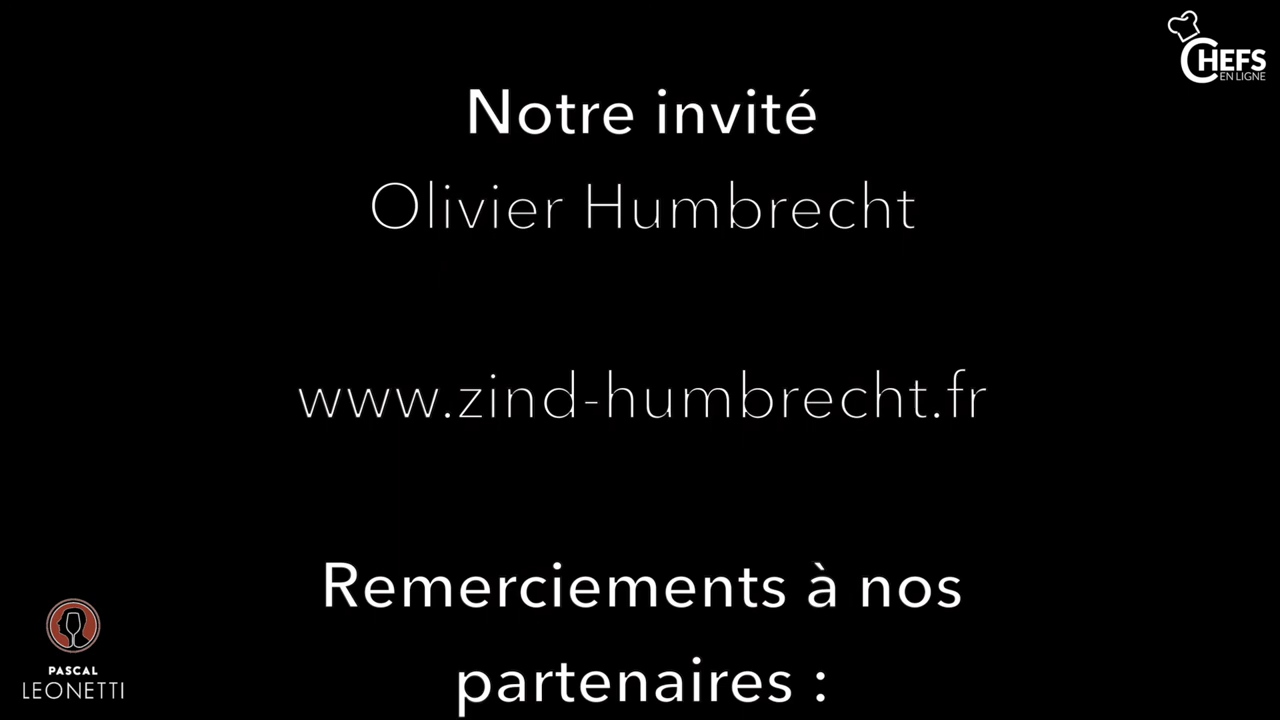 CHEFS
EN LIGNE
Notre invité
Olivier Humbrecht
www.zind-humbrecht.fr
Remerciements à nos
partenaires :
PASCAL
LEONETTI